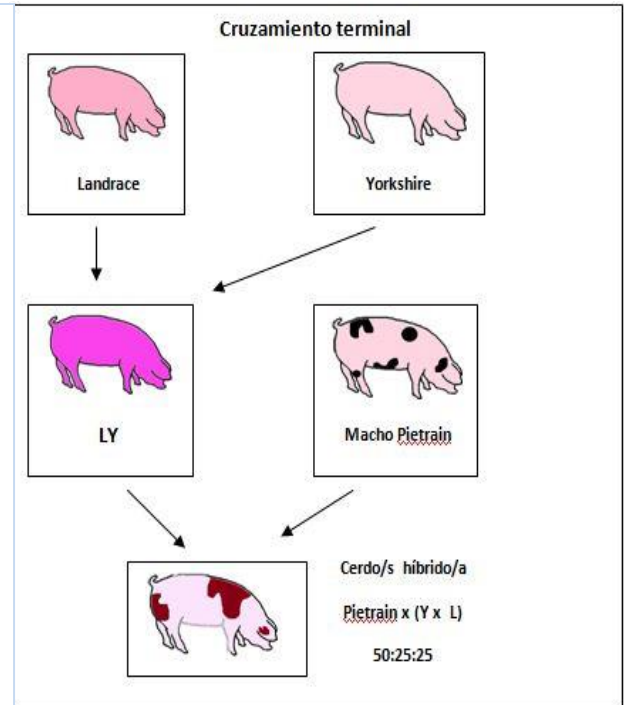 Cruzamiento terminal
Landrace
Yorkshire
LY
Macho Pietrain
Cerdo/s híbrido/a
Pietrain x (Y x L)
50:25:25